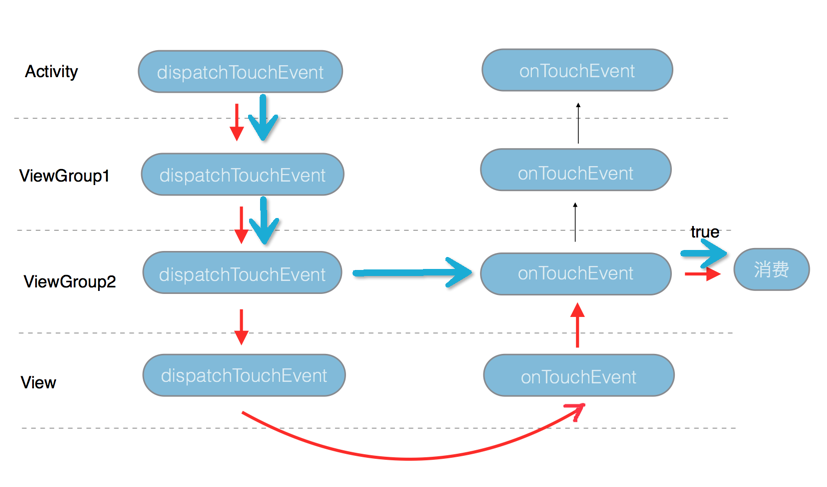 Activity
dispatchTouchEvent
onTouchEvent
ViewGroup1
dispatchTouchEvent
onTouchEvent
true
ViewGroup2
dispatchTouchEvent
onTouchEvent
消费
View
dispatchTouchEvent
onTouchEvent